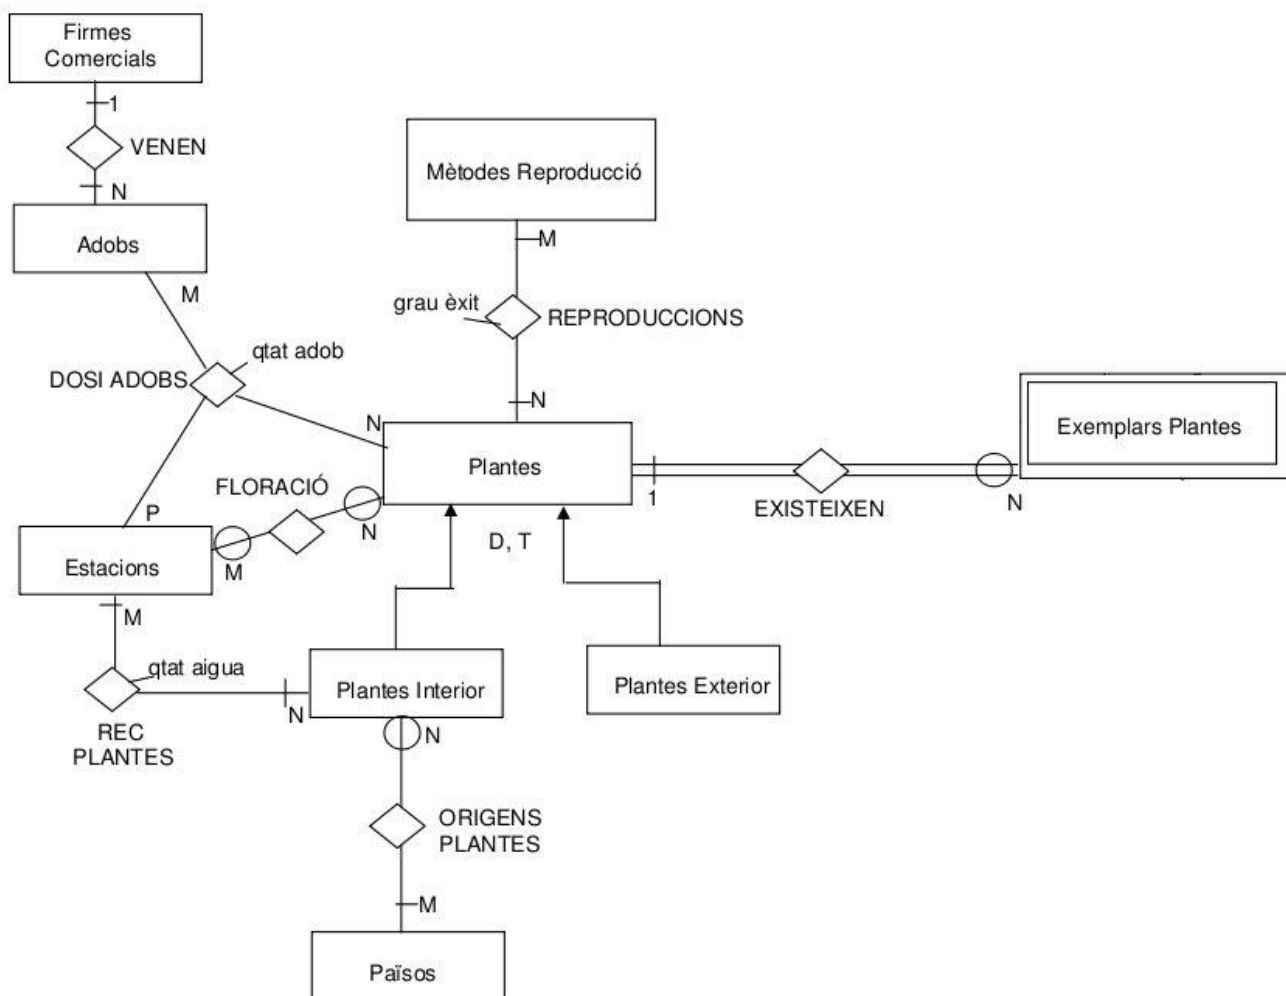 Firmes
Comercials
1
VENEN
N
Adobs
M
Mètodes Reproducció
M
grau èxit
REPRODUCCIONS
N
qtat adob
DOSI ADOBS
N
Plantes
1
EXISTEIXEN
N
Exemplars Plantes
FLORACIÓ
N
M
P
Estacions
D, T
M
qtat aigua
N
REC
PLANTES
Plantes Interior
Plantes Exterior
N
ORIGENS
PLANTES
M
Països